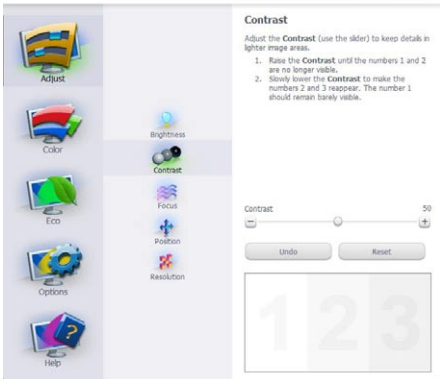 Adjust
Color
Eco
Options
Help
Brightness
Contrast
Focus
Position
Resolution
Contrast
Adjust the Contrast (use the slider) to keep details in
lighter image areas.
1. Raise the Contrast until the numbers 1 and 2
are no longer visible.
2. Slowly lower the Contrast to make the
numbers 2 and 3 reappear. The number 1
should remain barely visible.
Contrast 50
Undo Reset
1 2 3